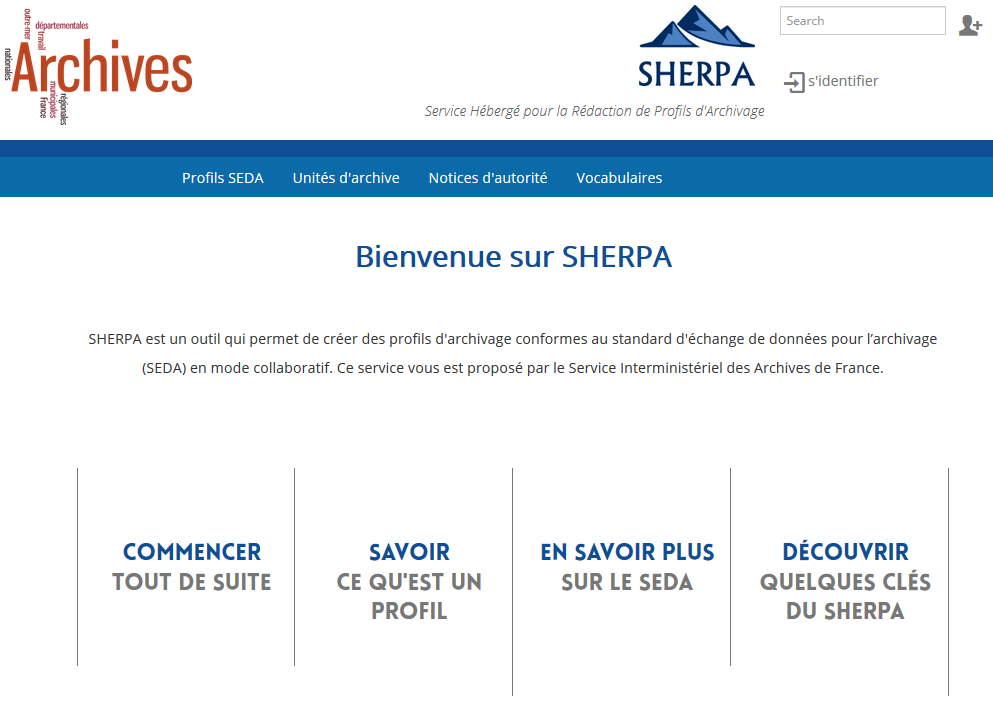 outre-mer
départementales
travail
nationales
Archives
municipales
régionales
france
SHERPA
Service Hébergé pour la Rédaction de Profils d'Archivage
Search
s'identifier
Profils SEDA Unités d'archive Notices d'autorité Vocabulaires
Bienvenue sur SHERPA
SHERPA est un outil qui permet de créer des profils d'archivage conformes au standard d'échange de données pour l’archivage
(SEDA) en mode collaboratif. Ce service vous est proposé par le Service Interministériel des Archives de France.
COMMENCER
TOUT DE SUITE
SAVOIR
CE QU'EST UN
PROFIL
EN SAVOIR PLUS
SUR LE SEDA
DÉCOUVRIR
QUELQUES CLÉS
DU SHERPA